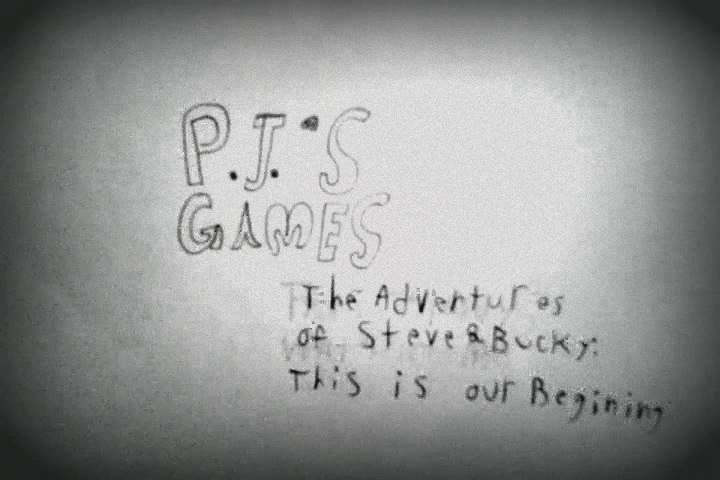 P.J.'S
GAMES
The Adventures
of Steve & Bucky:
This is our Begining